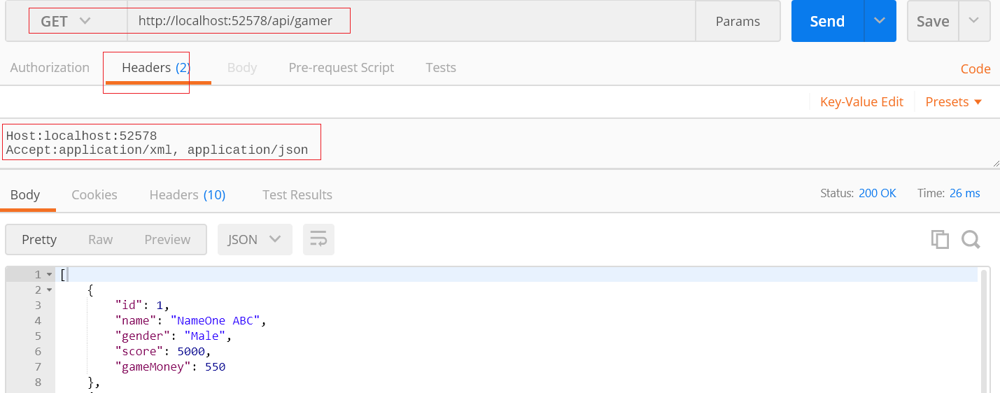 GET http://localhost:52578/api/gamer Params Send Save
Authorization Headers (2) Body Pre-request Script Tests Code
Key-Value Edit Presets
Host:localhost:52578
Accept:application/xml, application/json
Body Cookies Headers (10) Test Results Status: 200 OK Time: 26 ms
Pretty Raw Preview JSON
1 [
2 {
3 "id": 1,
4 "name": "NameOne ABC",
5 "gender": "Male",
6 "score": 5000,
7 "gameMoney": 550
8 },